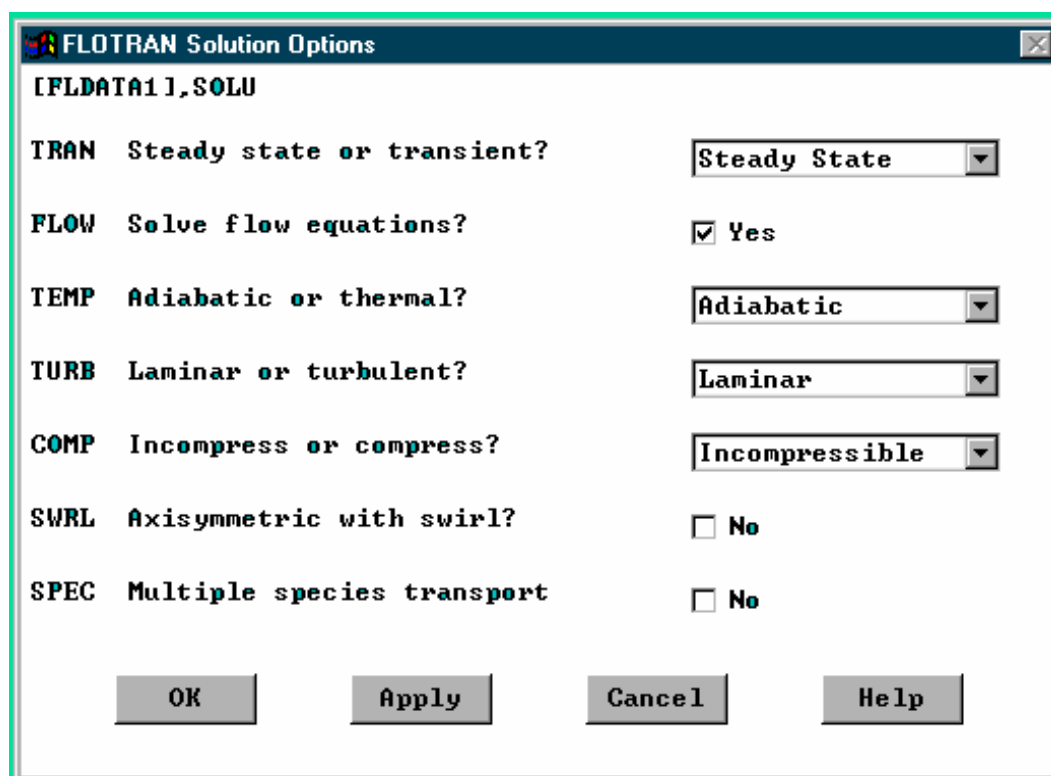 FLOTRAN Solution Options
[FLDATA1],SOLU
TRAN Steady state or transient? Steady State
FLOW Solve flow equations? Yes
TEMP Adiabatic or thermal? Adiabatic
TURB Laminar or turbulent? Laminar
COMP Incompress or compress? Incompressible
SWRL Axisymmetric with swirl? No
SPEC Multiple species transport No
OK Apply Cancel Help